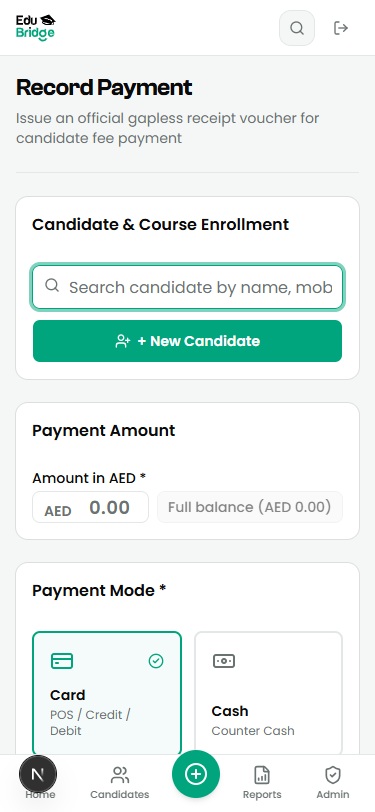 Edu
Bridge
Record Payment
Issue an official gapless receipt voucher for
candidate fee payment
Candidate & Course Enrollment
Search candidate by name, mob
+ New Candidate
Payment Amount
Amount in AED *
AED 0.00 Full balance (AED 0.00)
Payment Mode *
Card
POS / Credit /
Debit
Cash
Counter Cash
N
Home Candidates Reports Admin